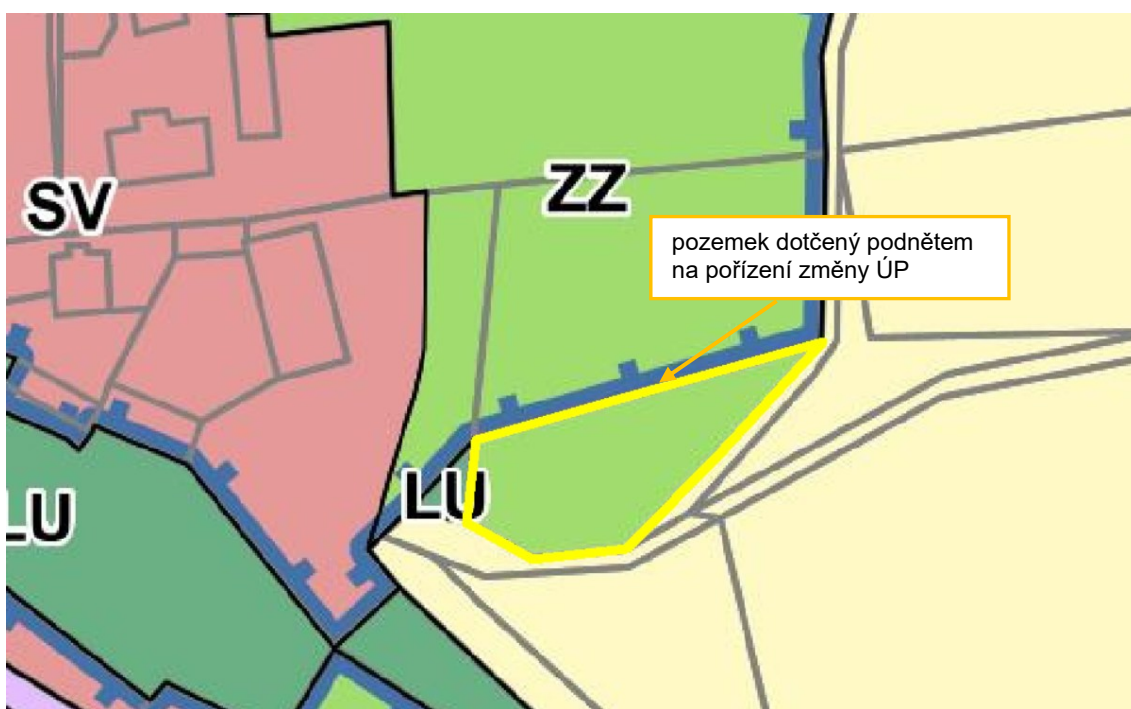 SV
ZZ
pozemek dotčený podnětem
na pořízení změny ÚP
LU
LU